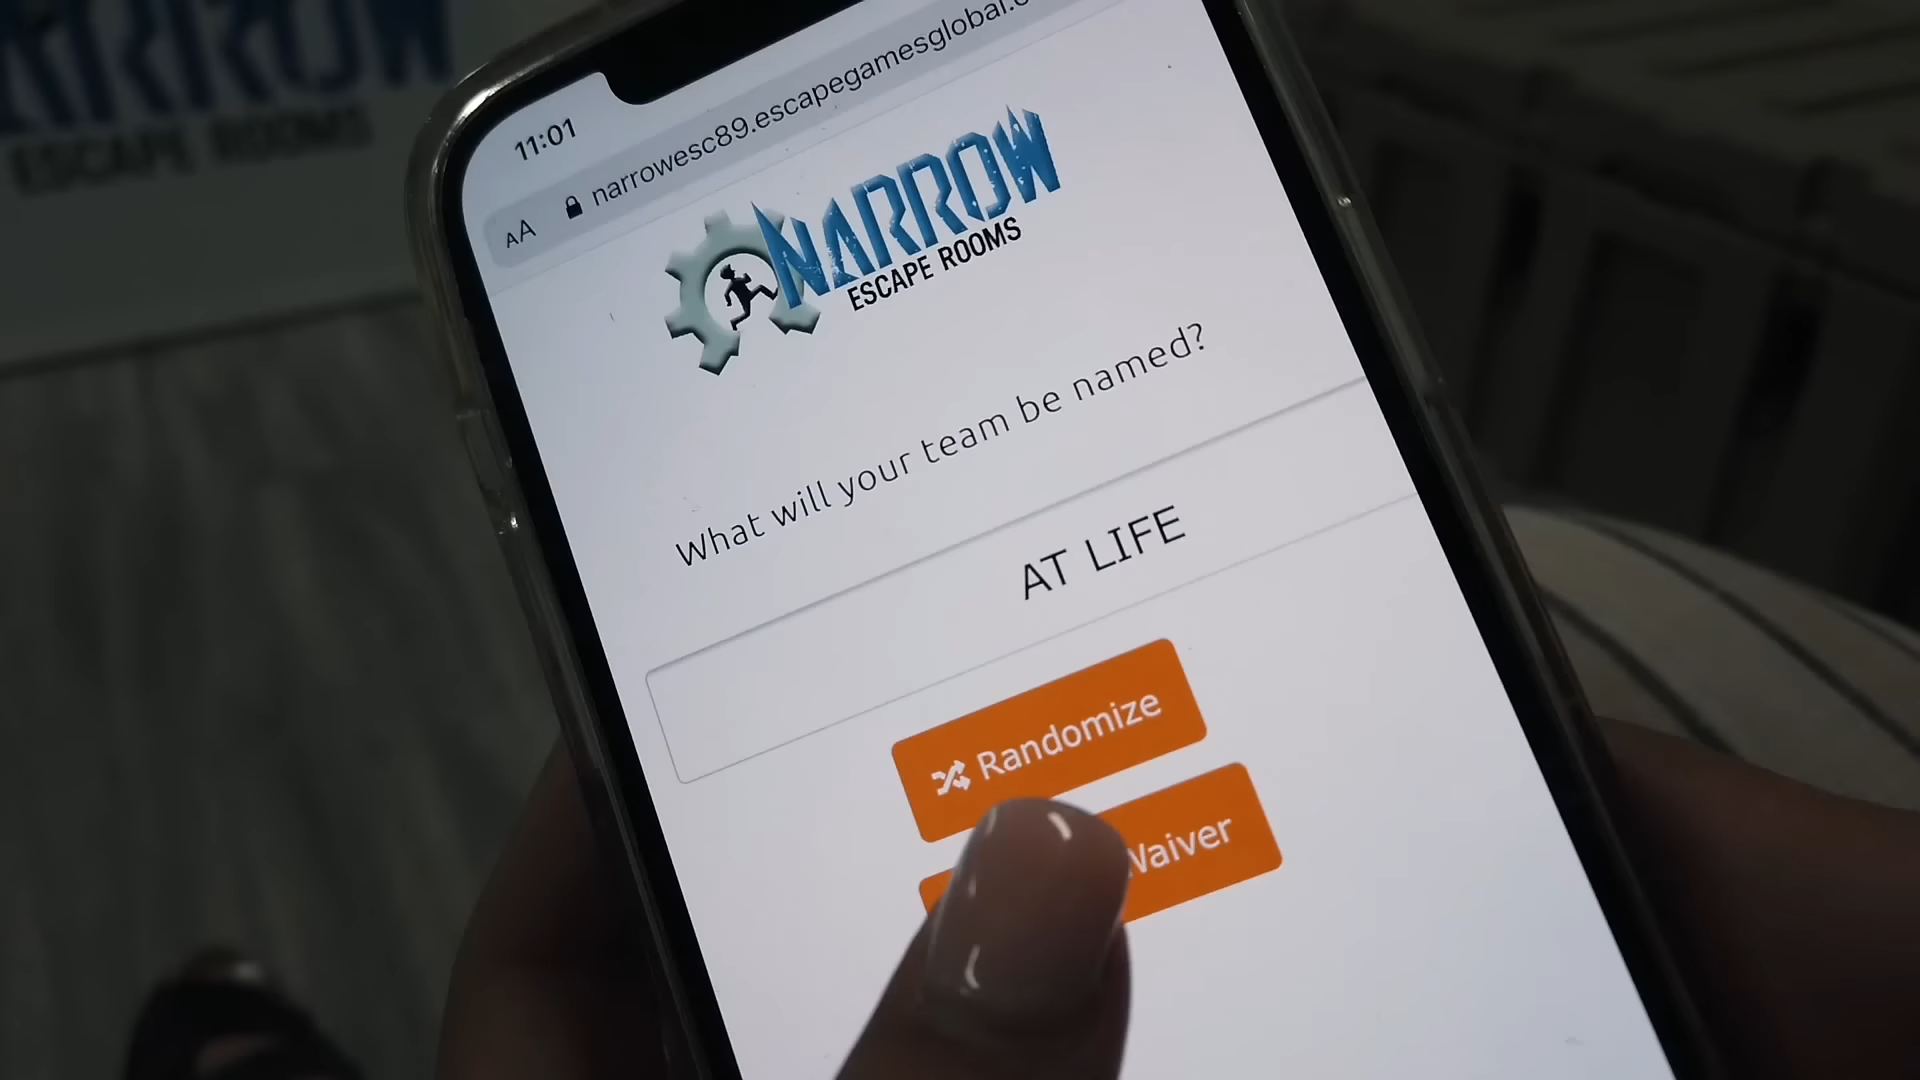 ARROW
ESCAPE ROOMS
11:01
AA narrowesc89.escapegamesglobal.
NARROW
ESCAPE ROOMS
What will your team be named?
AT LIFE
Randomize
Waiver